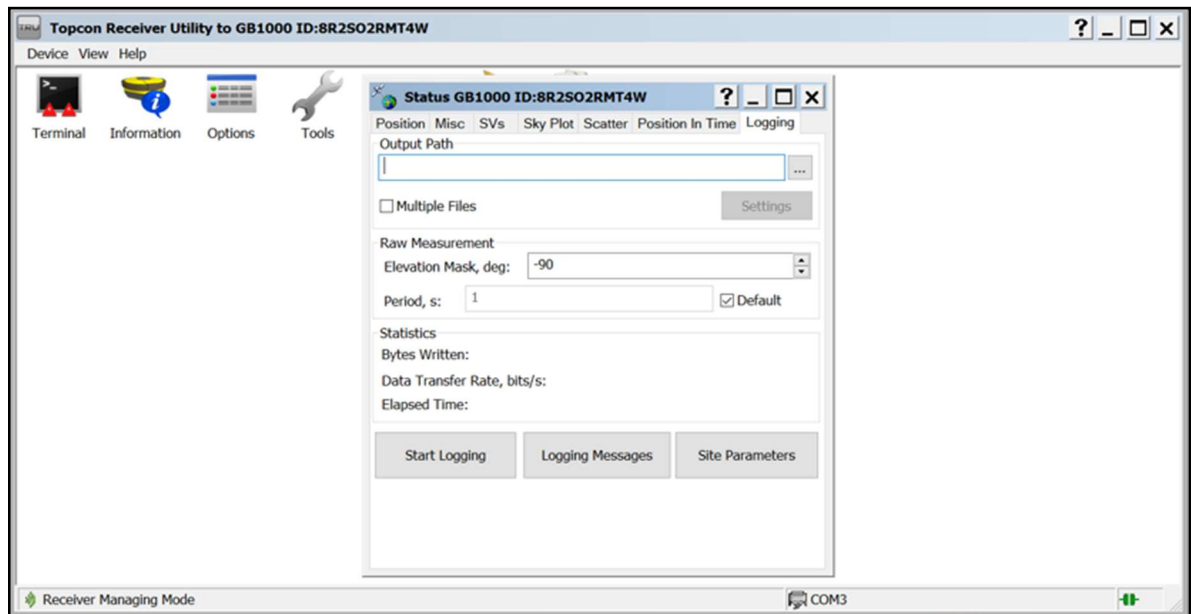 TRU Topcon Receiver Utility to GB1000 ID:8R2SO2RMT4W ? _ X
Device View Help
>_
Terminal Information Options Tools
Status GB1000 ID:8R2SO2RMT4W ? _ X
Position Misc SVs Sky Plot Scatter Position In Time Logging
Output Path
...
Multiple Files Settings
Raw Measurement
Elevation Mask, deg: -90
Period, s: 1 Default
Statistics
Bytes Written:
Data Transfer Rate, bits/s:
Elapsed Time:
Start Logging Logging Messages Site Parameters
Receiver Managing Mode COM3